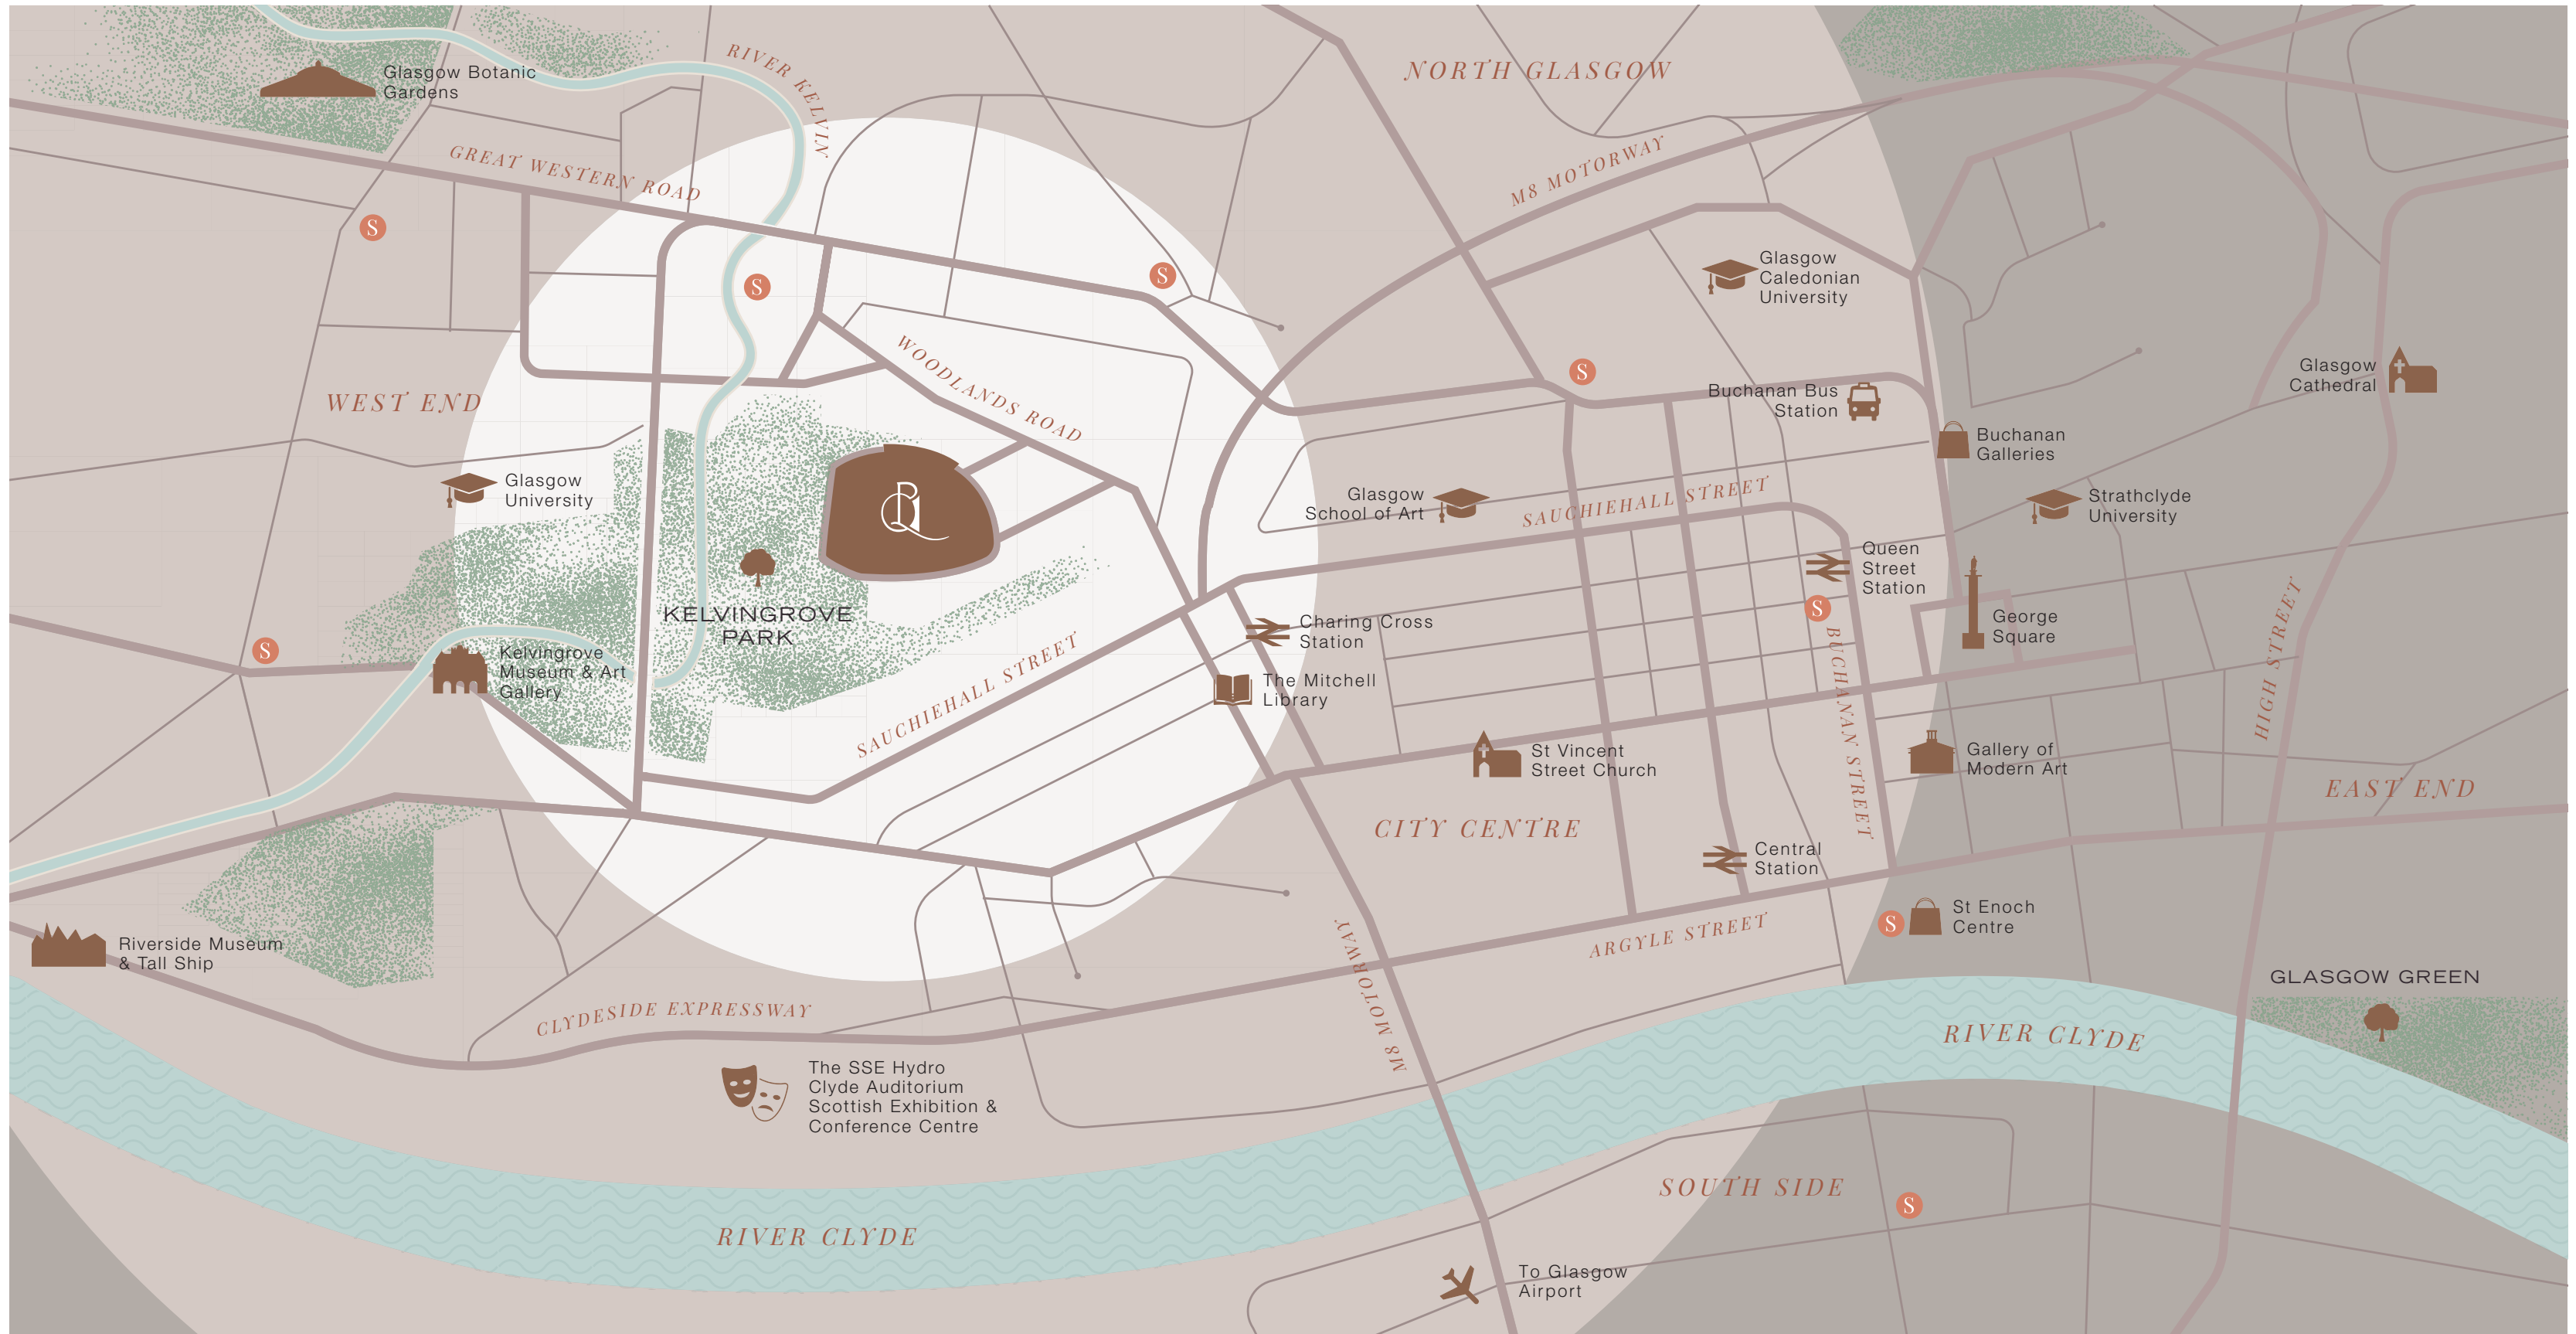 Glasgow Botanic
Gardens
RIVER KELVIN
NORTH GLASGOW
GREAT WESTERN ROAD
M8 MOTORWAY
S
S
S
Glasgow
Caledonian
University
WEST END
WOODLANDS ROAD
S
Buchanan Bus
Station
Glasgow
Cathedral
Buchanan
Galleries
Glasgow
University
Glasgow
School of Art
SAUCHIEHALL STREET
Strathclyde
University
Queen
Street
Station
KELVINGROVE
PARK
S
George
Square
Charing Cross
Station
S
Kelvingrove
Museum & Art
Gallery
SAUCHIEHALL STREET
The Mitchell
Library
BUCHANAN STREET
HIGH STREET
St Vincent
Street Church
Gallery of
Modern Art
EAST END
CITY CENTRE
Central
Station
S
St Enoch
Centre
Riverside Museum
& Tall Ship
ARGYLE STREET
M8 MOTORWAY
GLASGOW GREEN
CLYDESIDE EXPRESSWAY
RIVER CLYDE
The SSE Hydro
Clyde Auditorium
Scottish Exhibition &
Conference Centre
SOUTH SIDE
S
RIVER CLYDE
To Glasgow
Airport